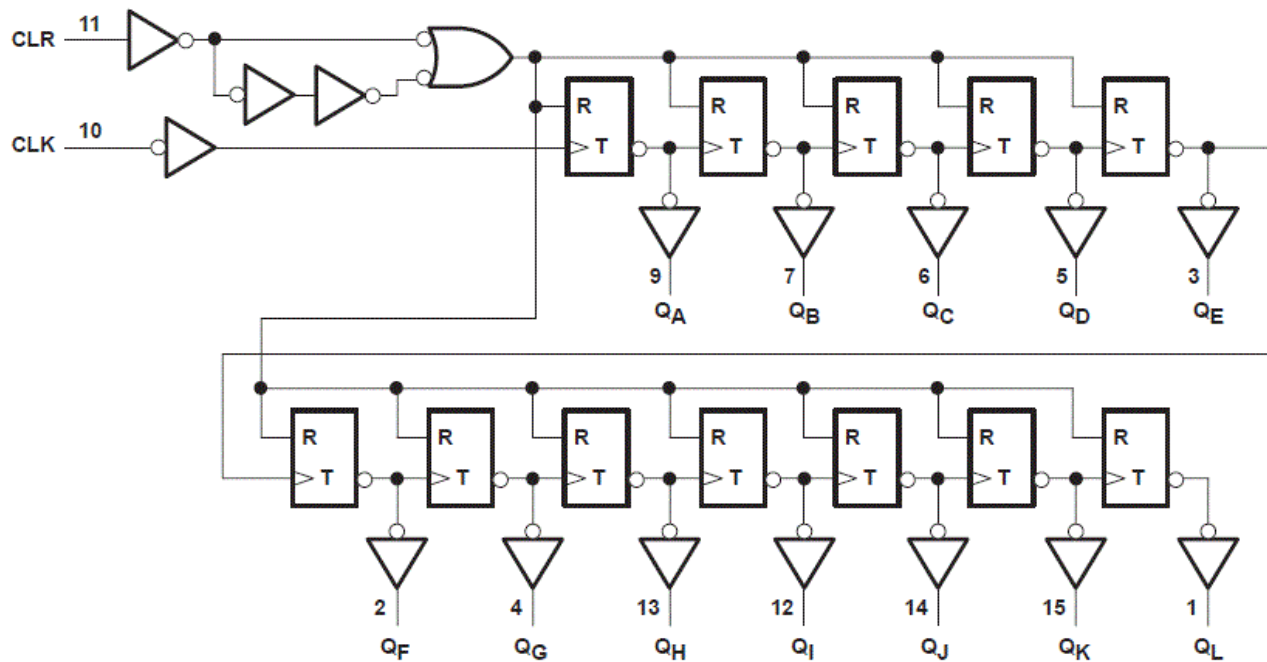 CLR 11
CLK 10
R R R R R
T T T T T
9 7 6 5 3
QA QB QC QD QE
R R R R R R R
T T T T T T T
2 4 13 12 14 15 1
QF QG QH QI QJ QK QL